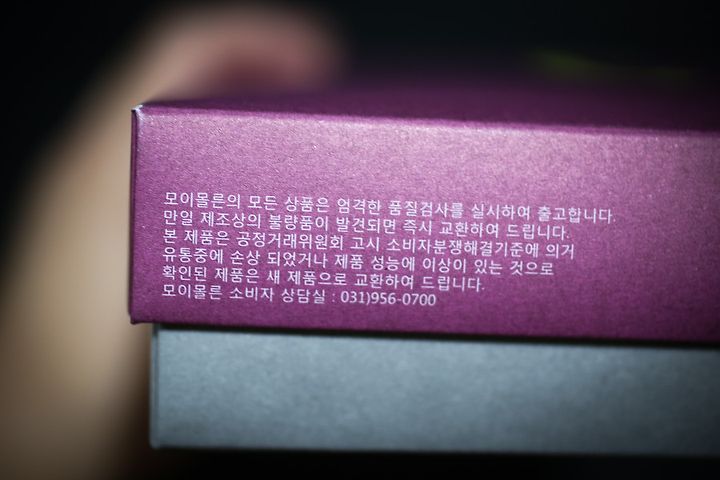 모이몰른의 모든 상품은 엄격한 품질검사를 실시하여 출고합니다.
만일 제조상의 불량품이 발견되면 즉시 교환하여 드립니다.
본 제품은 공정거래위원회 고시 소비자분쟁해결기준에 의거
유통중에 손상 되었거나 제품 성능에 이상이 있는 것으로
확인된 제품은 새 제품으로 교환하여 드립니다.
모이몰른 소비자 상담실 : 031)956-0700